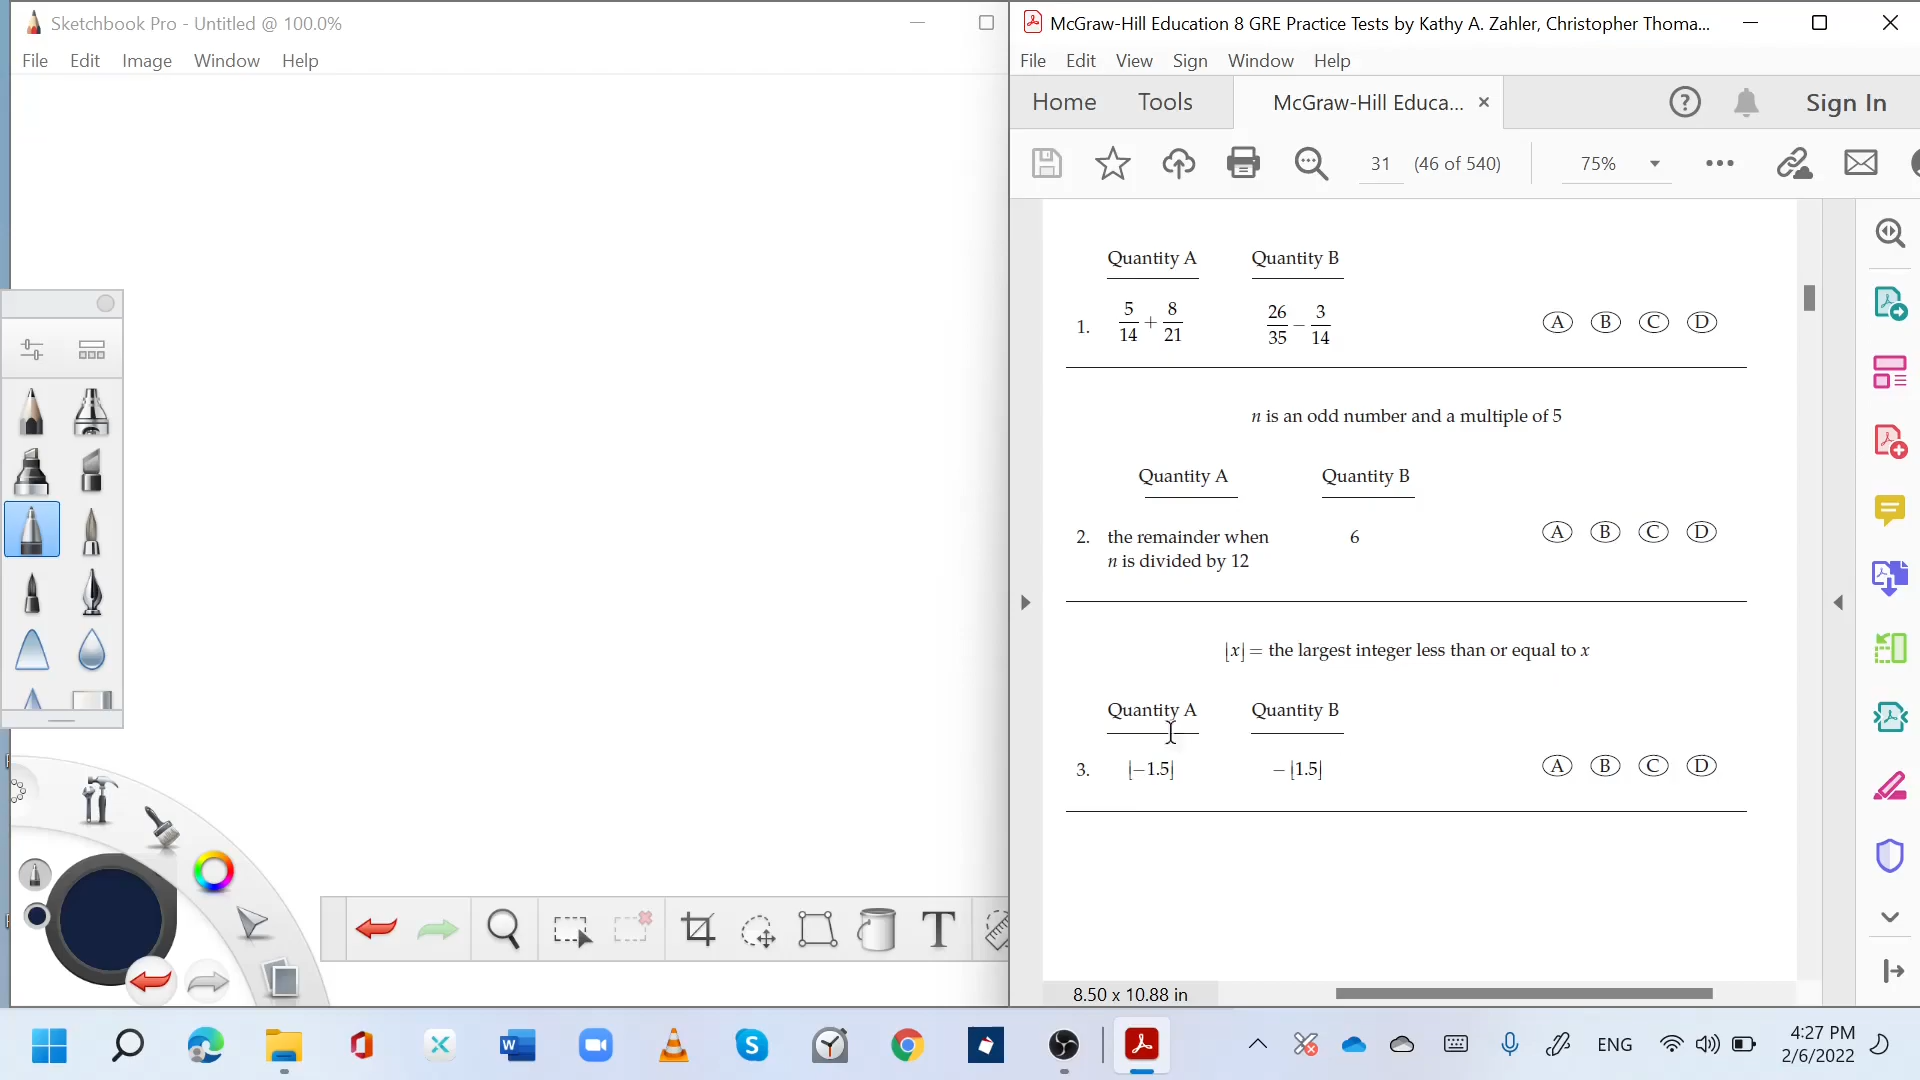 Sketchbook Pro - Untitled @ 100.0%
File Edit Image Window Help
McGraw-Hill Education 8 GRE Practice Tests by Kathy A. Zahler, Christopher Thoma...
File Edit View Sign Window Help
Home Tools McGraw-Hill Educa... × ? Sign In
31 (46 of 540) 75%
Quantity A Quantity B
1. 5/14 + 8/21 26/35 − 3/14 A B C D
n is an odd number and a multiple of 5
Quantity A Quantity B
2. the remainder when 6 A B C D
n is divided by 12
⌊x⌋ = the largest integer less than or equal to x
Quantity A Quantity B
3. ⌊−1.5⌋ − ⌊1.5⌋ A B C D
8.50 x 10.88 in
T
W S ENG 4:27 PM
2/6/2022